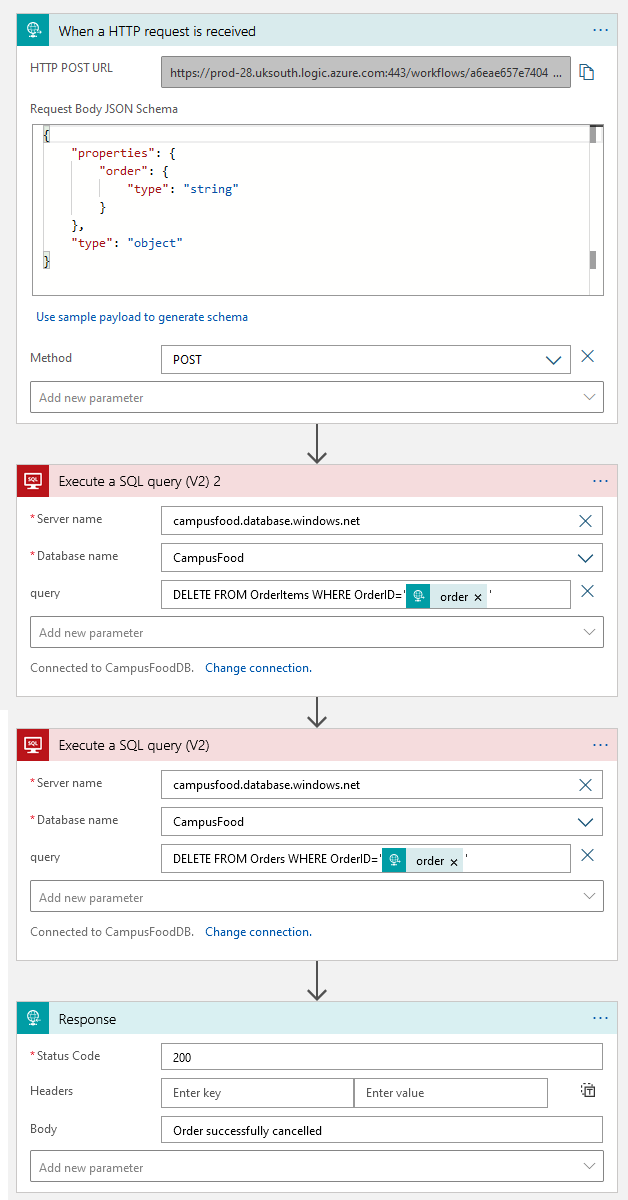 When a HTTP request is received
...
HTTP POST URL
https://prod-28.uksouth.logic.azure.com:443/workflows/a6eae657e7404 ...
Request Body JSON Schema
{
"properties": {
"order": {
"type": "string"
}
},
"type": "object"
}
Use sample payload to generate schema
Method
POST
Add new parameter
SQL
Execute a SQL query (V2) 2
...
*Server name
campusfood.database.windows.net
*Database name
CampusFood
query
DELETE FROM OrderItems WHERE OrderID=' order × '
Add new parameter
Connected to CampusFoodDB. Change connection.
SQL
Execute a SQL query (V2)
...
*Server name
campusfood.database.windows.net
*Database name
CampusFood
query
DELETE FROM Orders WHERE OrderID=' order × '
Add new parameter
Connected to CampusFoodDB. Change connection.
Response
...
*Status Code
200
Headers
Enter key
Enter value
T
Body
Order successfully cancelled
Add new parameter